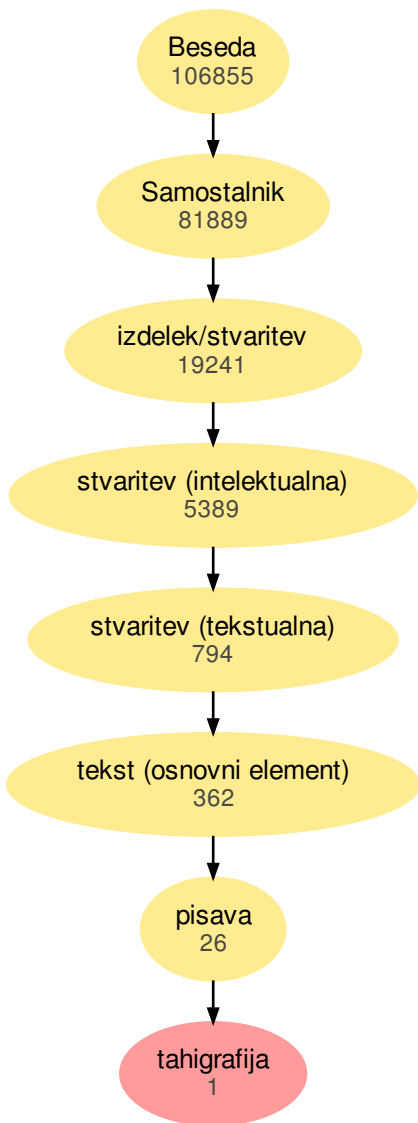 Beseda
106855
Samostalnik
81889
izdelek/stvaritev
19241
stvaritev (intelektualna)
5389
stvaritev (tekstualna)
794
tekst (osnovni element)
362
pisava
26
tahigrafija
1